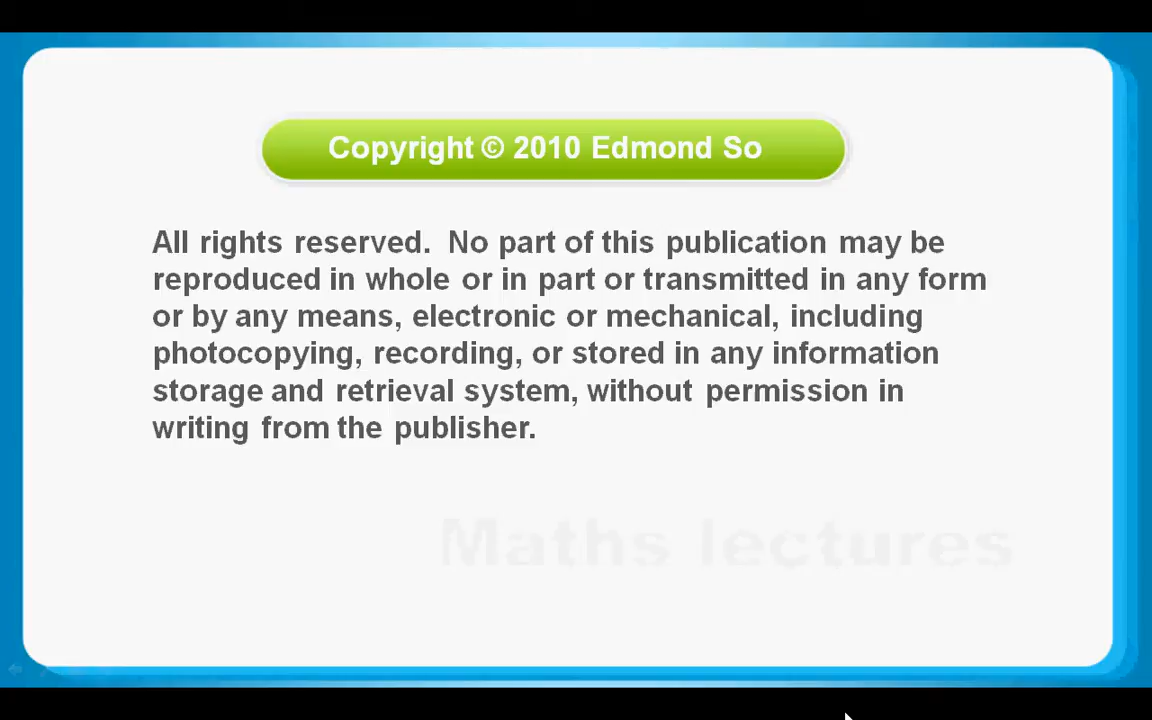 Copyright © 2010 Edmond So
All rights reserved.  No part of this publication may be
reproduced in whole or in part or transmitted in any form
or by any means, electronic or mechanical, including
photocopying, recording, or stored in any information
storage and retrieval system, without permission in
writing from the publisher.
Maths lectures